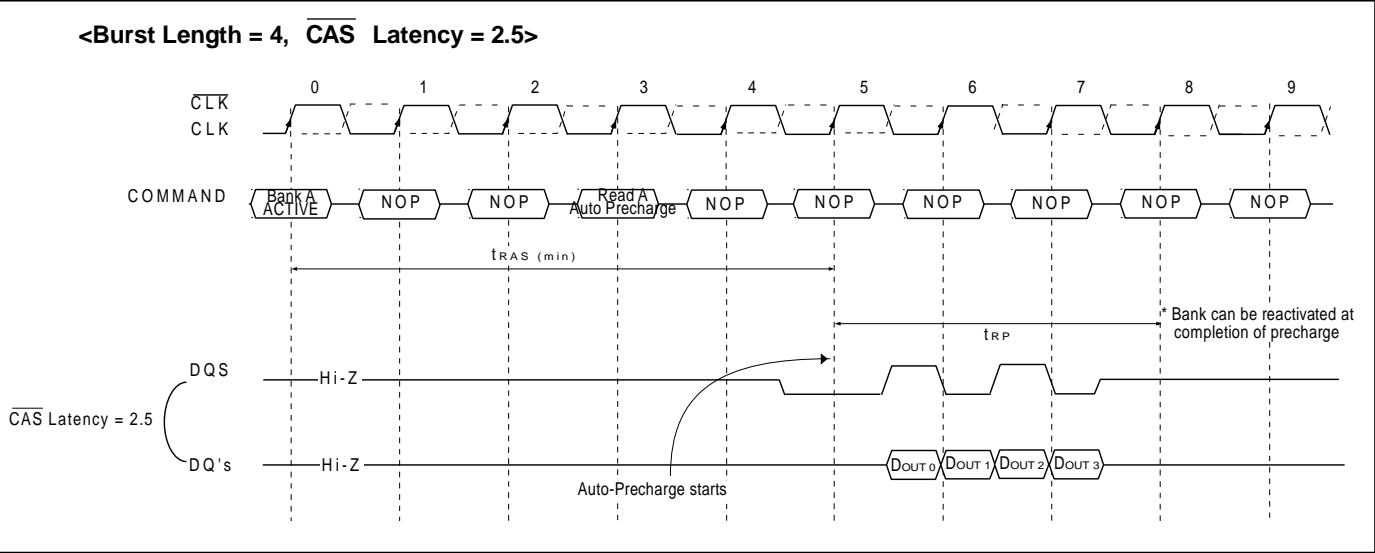 <Burst Length = 4, CAS Latency = 2.5>
0 1 2 3 4 5 6 7 8 9
CLK
CLK
COMMAND
Bank A
ACTIVE
NOP
NOP
Read A
Auto Precharge
NOP
NOP
NOP
NOP
NOP
NOP
tRAS (min)
tRP
* Bank can be reactivated at
completion of precharge
DQS
Hi-Z
CAS Latency = 2.5
DQ's
Hi-Z
DOUT 0
DOUT 1
DOUT 2
DOUT 3
Auto-Precharge starts